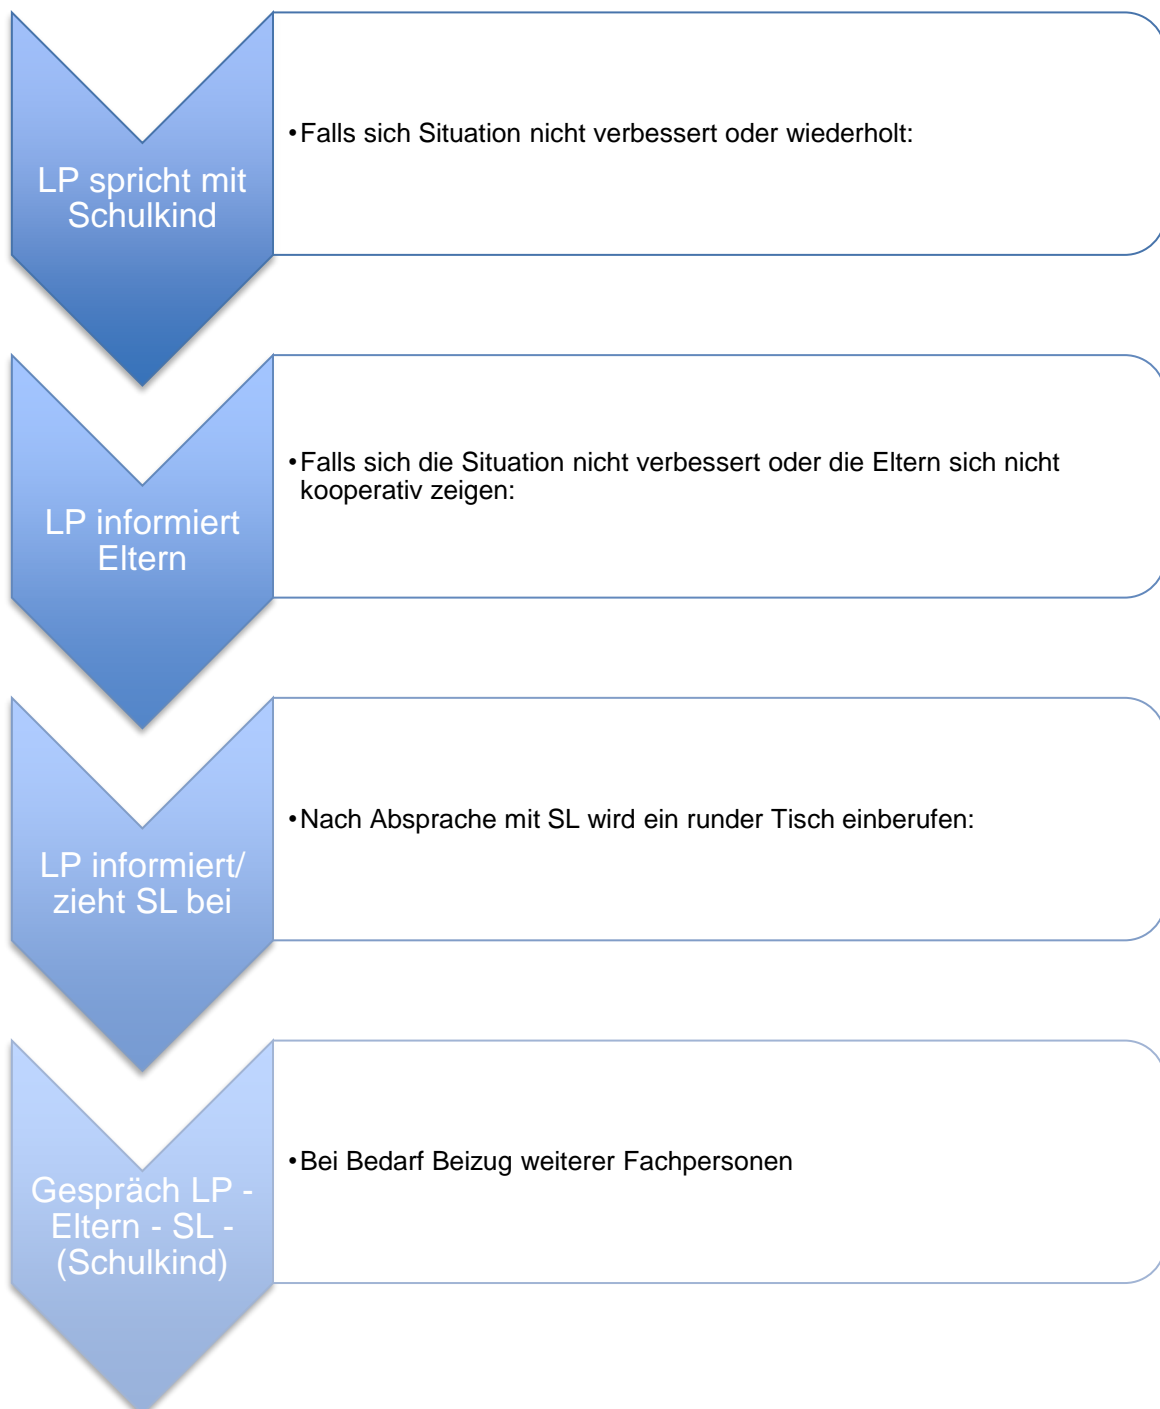 LP spricht mit
Schulkind
•Falls sich Situation nicht verbessert oder wiederholt:
LP informiert
Eltern
•Falls sich die Situation nicht verbessert oder die Eltern sich nicht
kooperativ zeigen:
LP informiert/
zieht SL bei
•Nach Absprache mit SL wird ein runder Tisch einberufen:
Gespräch LP -
Eltern - SL -
(Schulkind)
•Bei Bedarf Beizug weiterer Fachpersonen